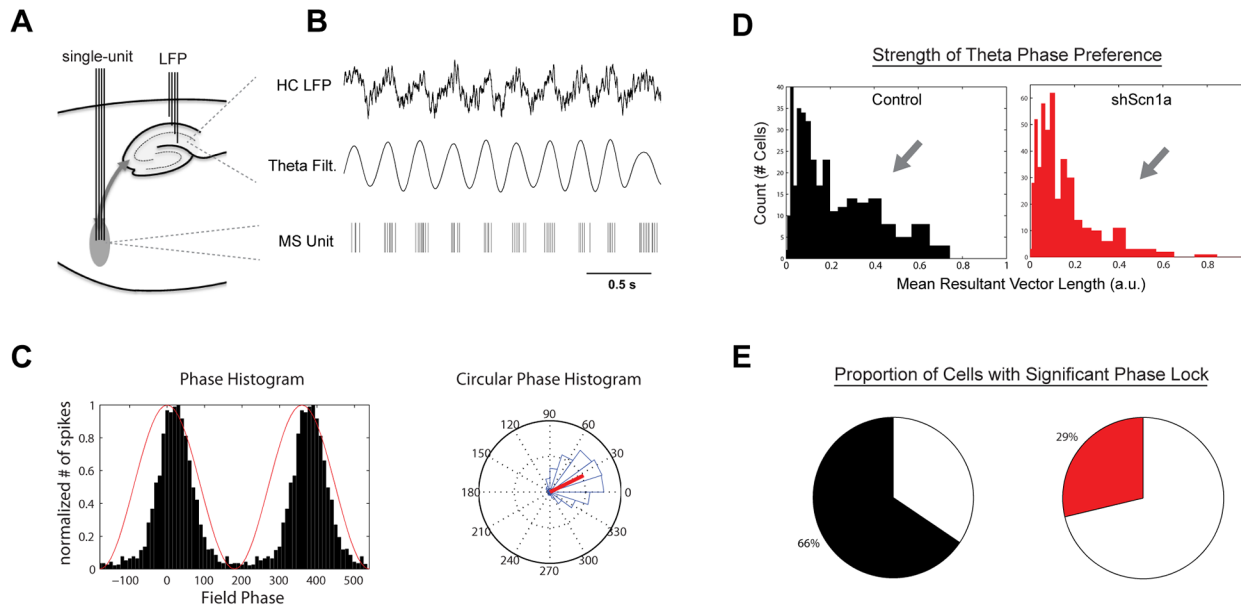 A
single-unit
LFP
B
HC LFP
Theta Filt.
MS Unit
0.5 s
C
Phase Histogram
normalized # of spikes
1
0.8
0.6
0.4
0.2
0
−100 0 100 200 300 400 500
Field Phase
Circular Phase Histogram
90
120 60
150 30
180 0
210 330
240 300
270
D
Strength of Theta Phase Preference
Control
Count (# Cells)
40
35
30
25
20
15
10
5
0
0 0.2 0.4 0.6 0.8 1
shScn1a
60
50
40
30
20
10
0
0 0.2 0.4 0.6 0.8
Mean Resultant Vector Length (a.u.)
E
Proportion of Cells with Significant Phase Lock
66%
29%